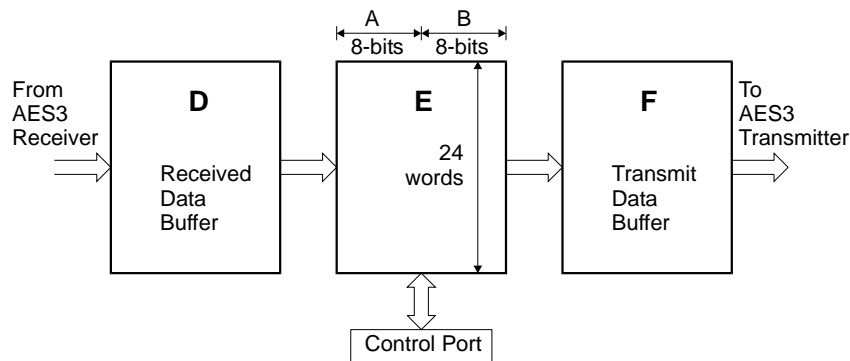 A B
8-bits 8-bits
From
AES3
Receiver
D
E
F
To
AES3
Transmitter
24
words
Received
Data
Buffer
Transmit
Data
Buffer
Control Port